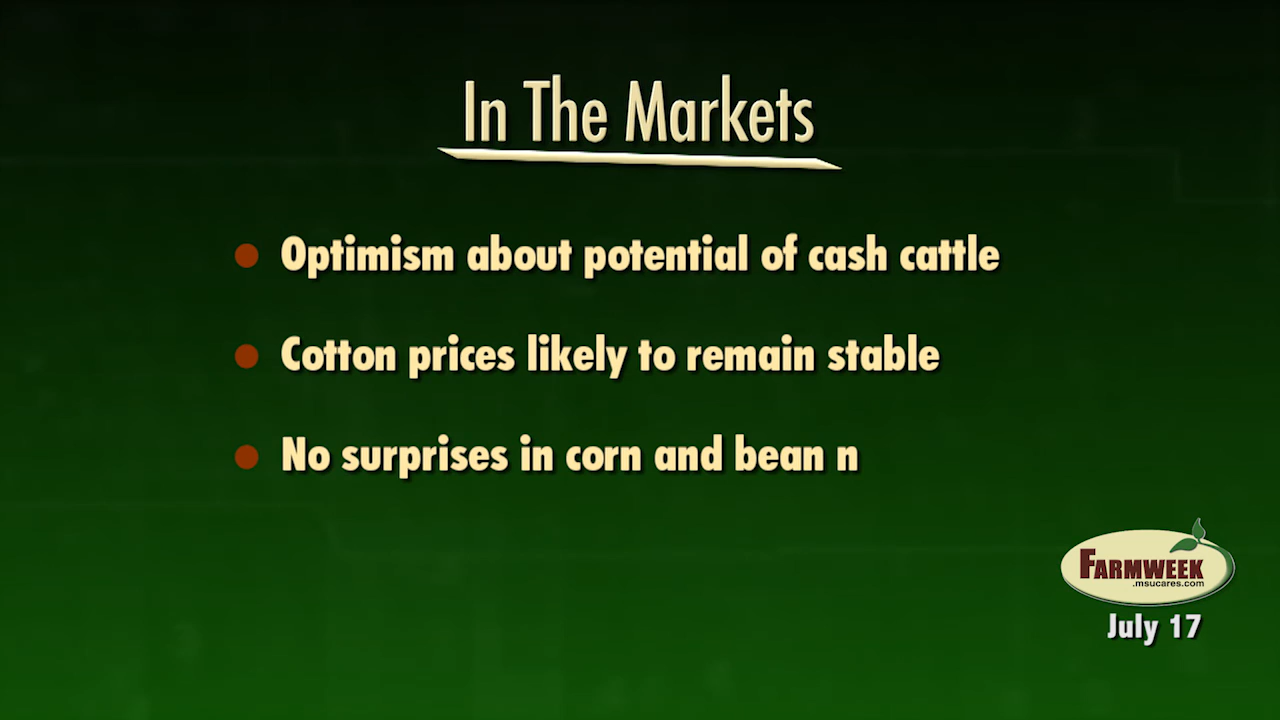 In The Markets
Optimism about potential of cash cattle
Cotton prices likely to remain stable
No surprises in corn and bean n
FARMWEEK
.msucares.com
July 17